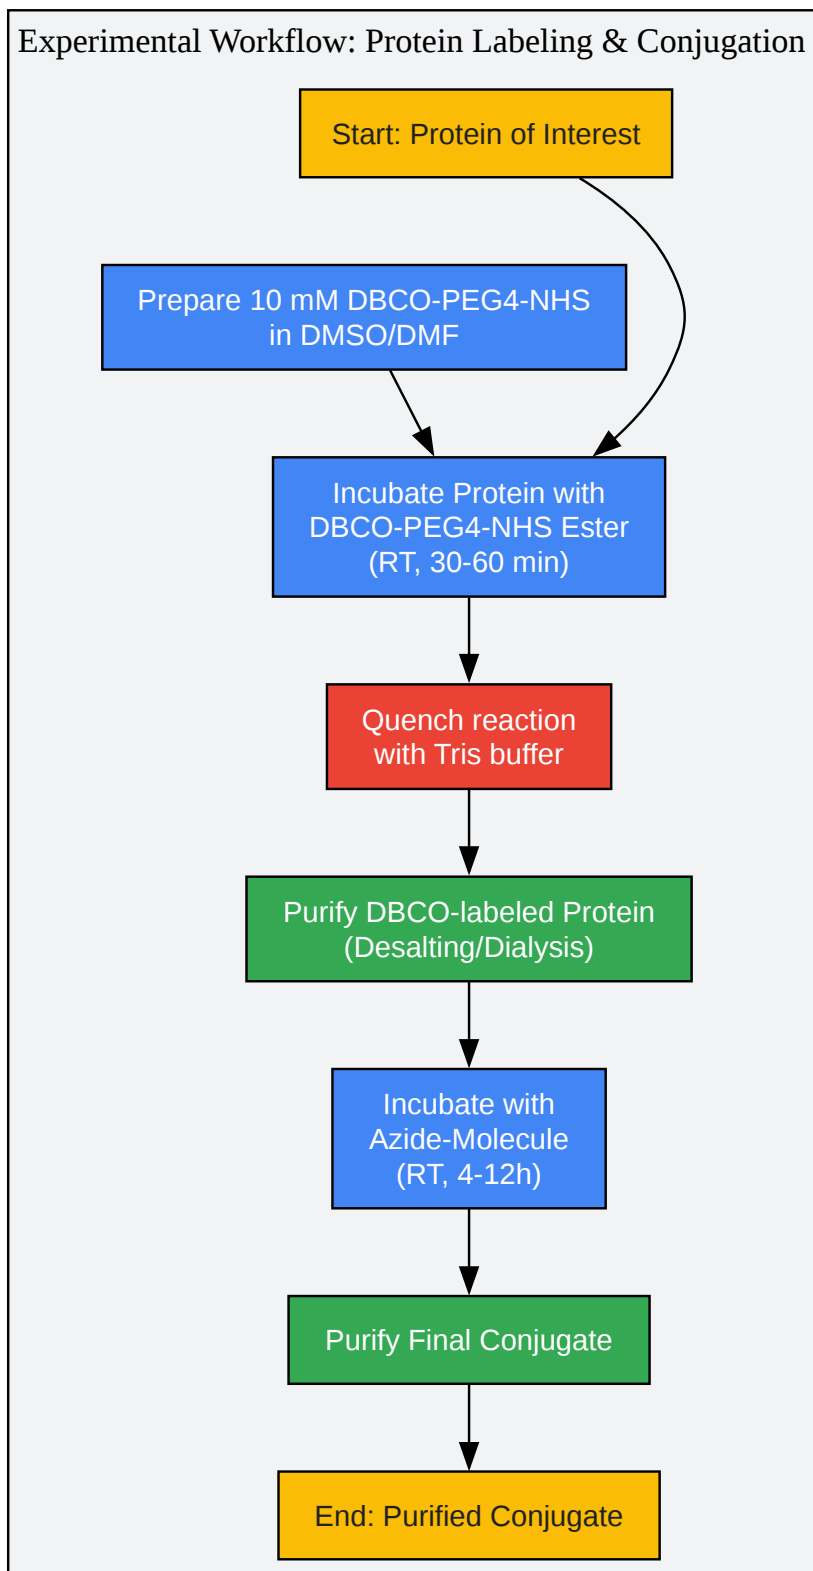 Experimental Workflow: Protein Labeling & Conjugation
Start: Protein of Interest
Prepare 10 mM DBCO-PEG4-NHS
in DMSO/DMF
Incubate Protein with
DBCO-PEG4-NHS Ester
(RT, 30-60 min)
Quench reaction
with Tris buffer
Purify DBCO-labeled Protein
(Desalting/Dialysis)
Incubate with
Azide-Molecule
(RT, 4-12h)
Purify Final Conjugate
End: Purified Conjugate